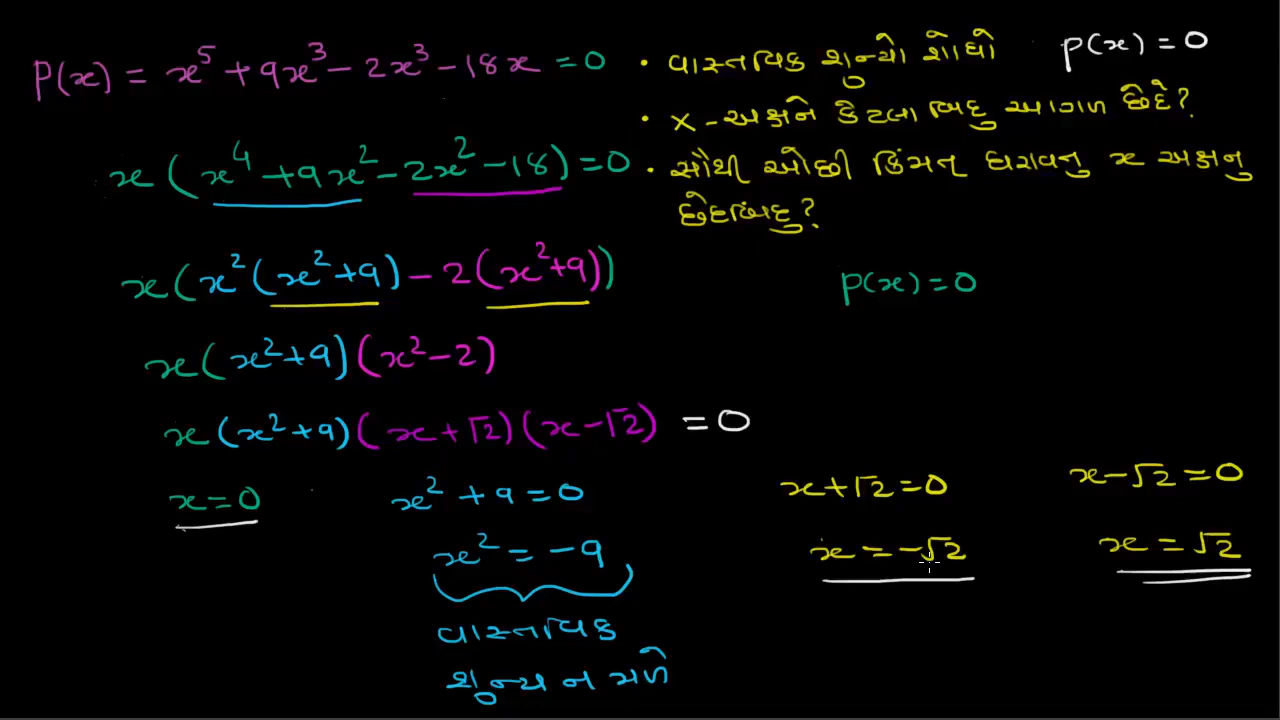 P(x) = x⁵ + 9x³ - 2x³ - 18x = 0
x(x⁴ + 9x² - 2x² - 18) = 0
x(x²(x² + 9) - 2(x² + 9))
x(x² + 9)(x² - 2)
x(x² + 9)(x + √2)(x - √2) = 0
x = 0
x² + 9 = 0
x² = -9
વાસ્તવિક
શુન્ય ન મળે
x + √2 = 0
x = -√2
x - √2 = 0
x = √2
• વાસ્તવિક શુન્યો શોધો
P(x) = 0
• X - અક્ષને કેટલા બિંદુ આગળ છેદે?
• સૌથી ઓછી કિંમત ધરાવનુ x અક્ષનુ
છેદબિંદુ?
P(x) = 0